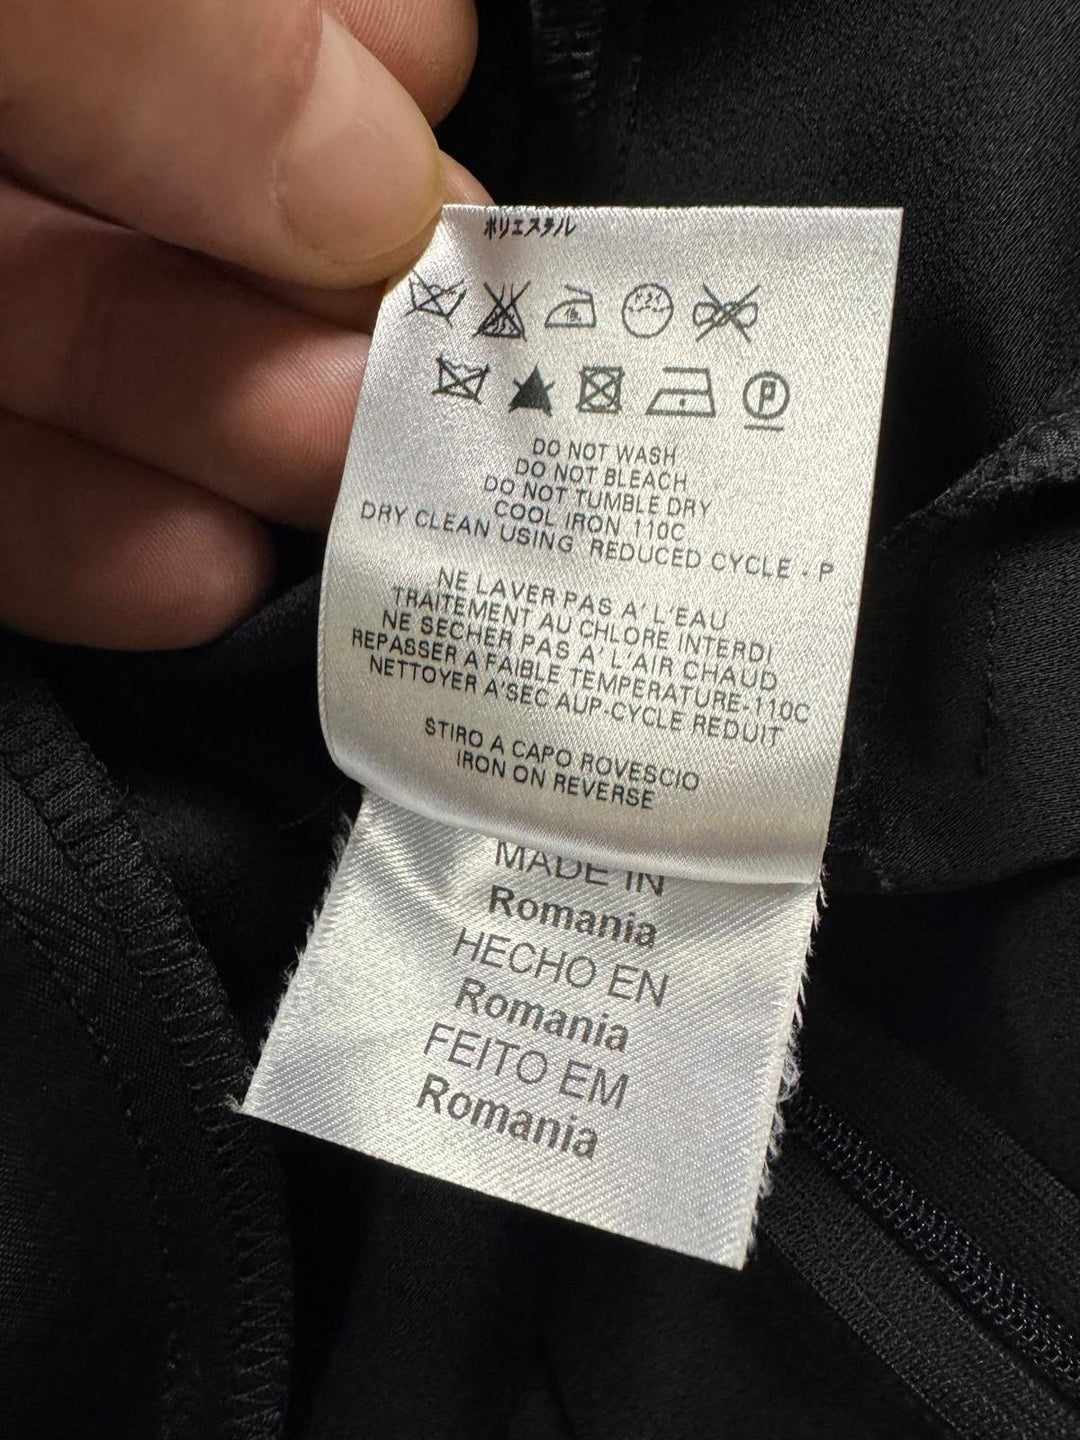 ポリエステル
P
DO NOT WASH
DO NOT BLEACH
DO NOT TUMBLE DRY
COOL IRON 110C
DRY CLEAN USING REDUCED CYCLE - P
NE LAVER PAS A' L'EAU
TRAITEMENT AU CHLORE INTERDI
NE SECHER PAS A' L'AIR CHAUD
REPASSER A FAIBLE TEMPERATURE-110C
NETTOYER A'SEC AUP-CYCLE REDUIT
STIRO A CAPO ROVESCIO
IRON ON REVERSE
MADE IN
Romania
HECHO EN
Romania
FEITO EM
Romania